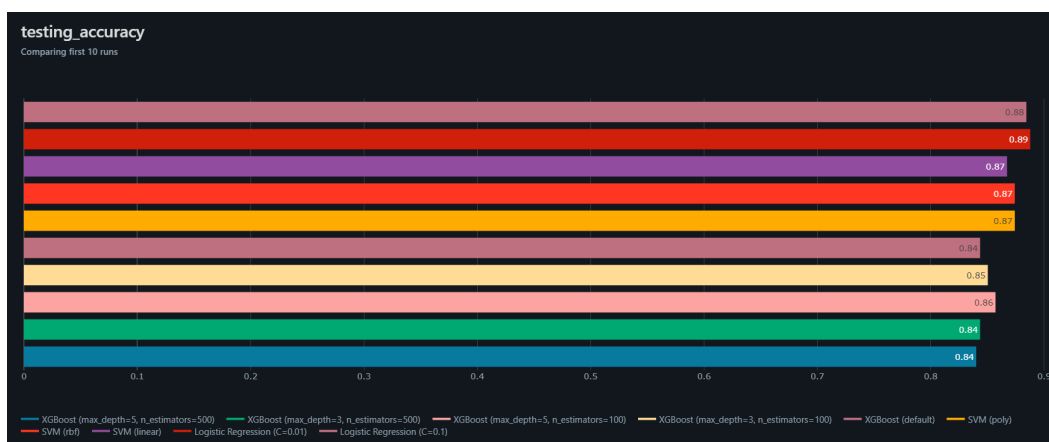 testing_accuracy
Comparing first 10 runs
0.88
0.89
0.87
0.87
0.87
0.84
0.85
0.86
0.84
0.84
0 0.1 0.2 0.3 0.4 0.5 0.6 0.7 0.8 0.9
XGBoost (max_depth=5, n_estimators=500) XGBoost (max_depth=3, n_estimators=500) XGBoost (max_depth=5, n_estimators=100) XGBoost (max_depth=3, n_estimators=100) XGBoost (default) SVM (poly)
SVM (rbf) SVM (linear) Logistic Regression (C=0.01) Logistic Regression (C=0.1)